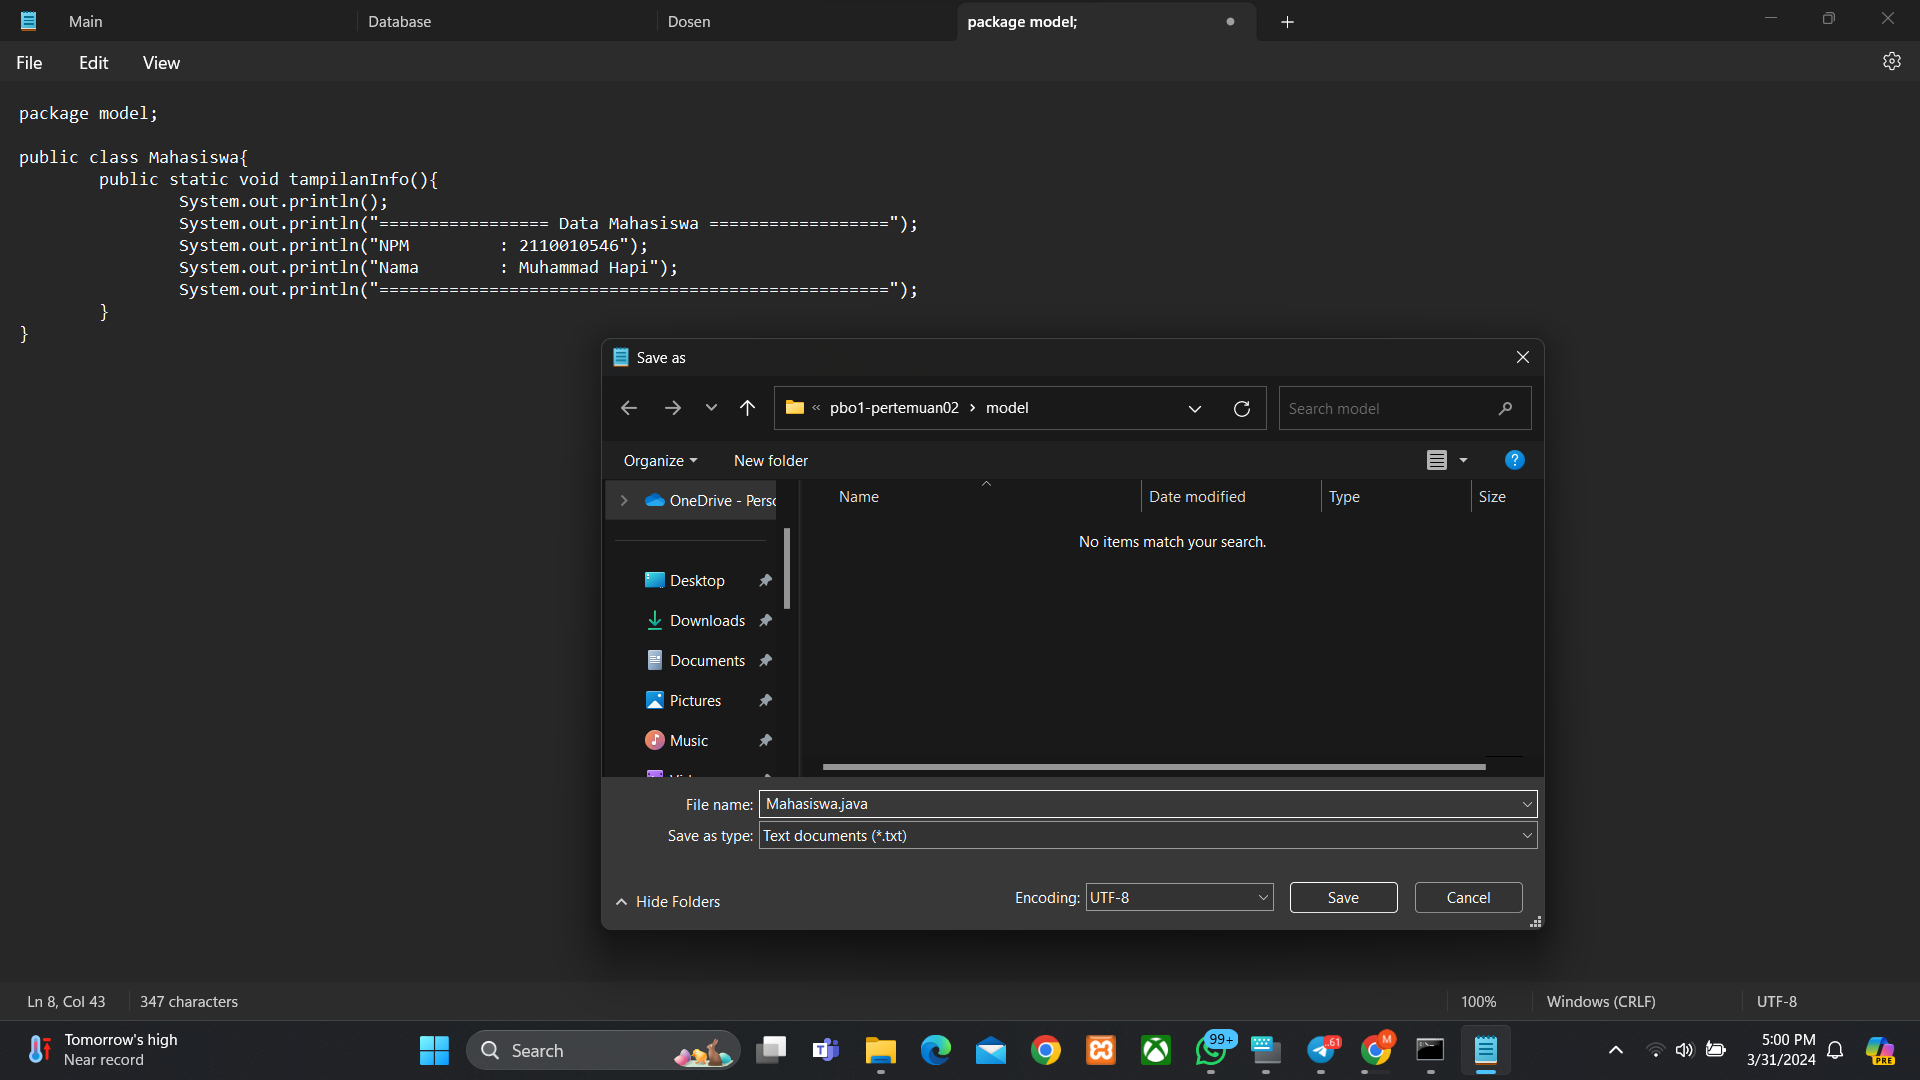 Main Database Dosen package model;
File Edit View
package model;
public class Mahasiswa{
public static void tampilanInfo(){
System.out.println();
System.out.println("================= Data Mahasiswa ==================");
System.out.println("NPM : 2110010546");
System.out.println("Nama : Muhammad Hapi");
System.out.println("===================================================");
}
}
Save as
« pbo1-pertemuan02 › model
Search model
Organize New folder
?
Name Date modified Type Size
OneDrive - Perso
No items match your search.
Desktop
Downloads
Documents
Pictures
Music
File name: Mahasiswa.java
Save as type: Text documents (*.txt)
Hide Folders
Encoding: UTF-8
Save
Cancel
Ln 8, Col 43 347 characters 100% Windows (CRLF) UTF-8
Tomorrow's high
Near record
Search
99+
61
M
PRE
5:00 PM
3/31/2024